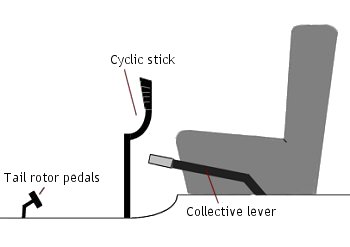 Cyclic stick
Tail rotor pedals
Collective lever